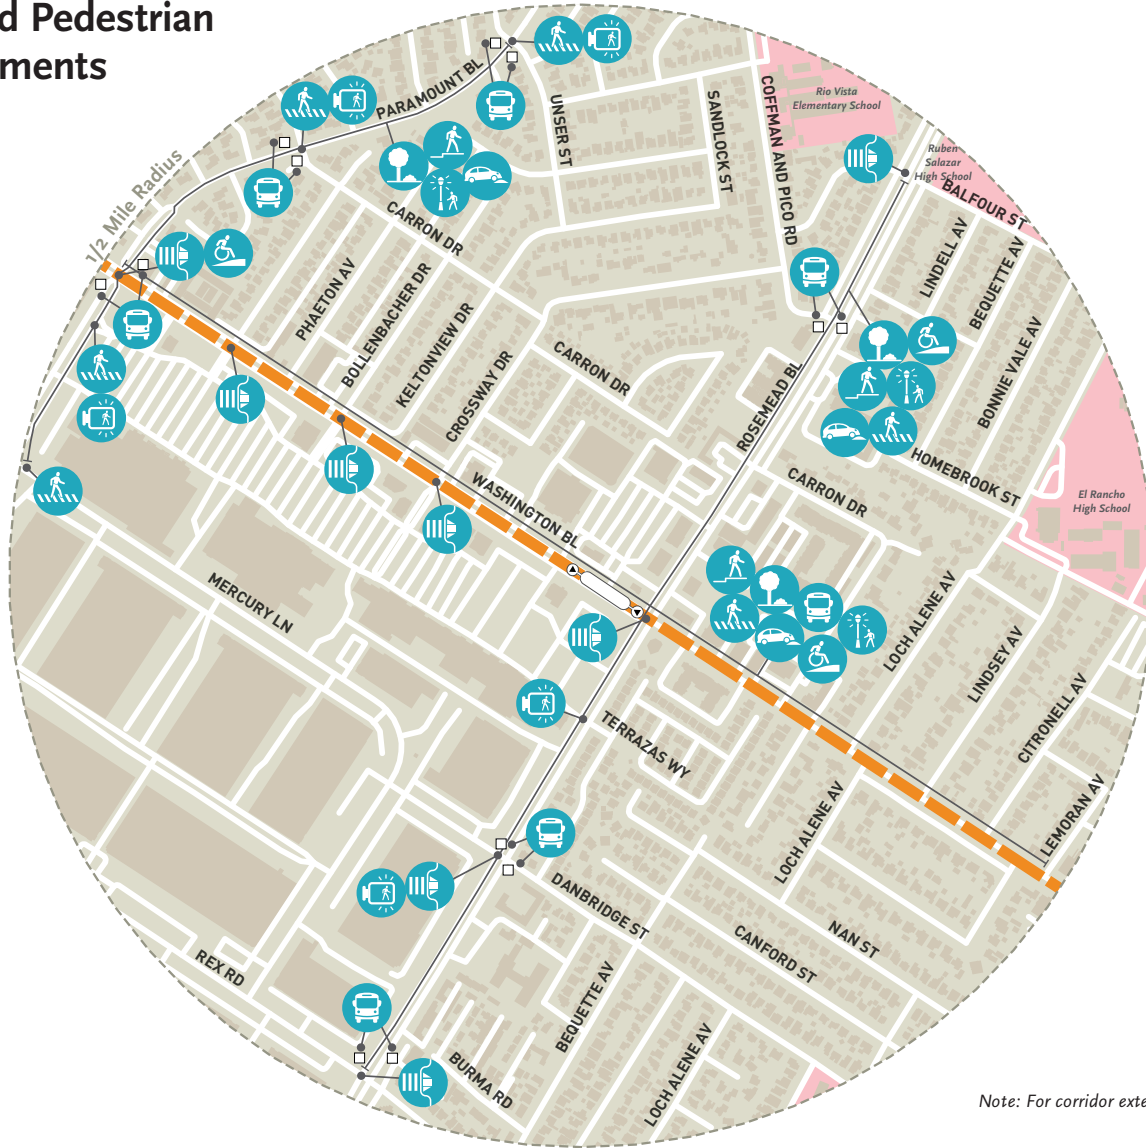 d Pedestrian
ments
1/2 Mile Radius
PARAMOUNT BL
UNSER ST
SANDLOCK ST
COFFMAN AND PICO RD
Rio Vista
Elementary School
Ruben
Salazar
High School
BALFOUR ST
LINDELL AV
BEQUETTE AV
BONNIE VALE AV
CARRON DR
PHAETON AV
BOLLENBACHER DR
KELTONVIEW DR
CROSSWAY DR
CARRON DR
ROSEMEAD BL
HOMEBROOK ST
CARRON DR
El Rancho
High School
WASHINGTON BL
MERCURY LN
LOCH ALENE AV
LINDSEY AV
CITRONELL AV
LEMORAN AV
TERRAZAS WY
LOCH ALENE AV
DANBRIDGE ST
CANFORD ST
NAN ST
REX RD
BEQUETTE AV
BURMA RD
LOCH ALENE AV
Note: For corridor exte